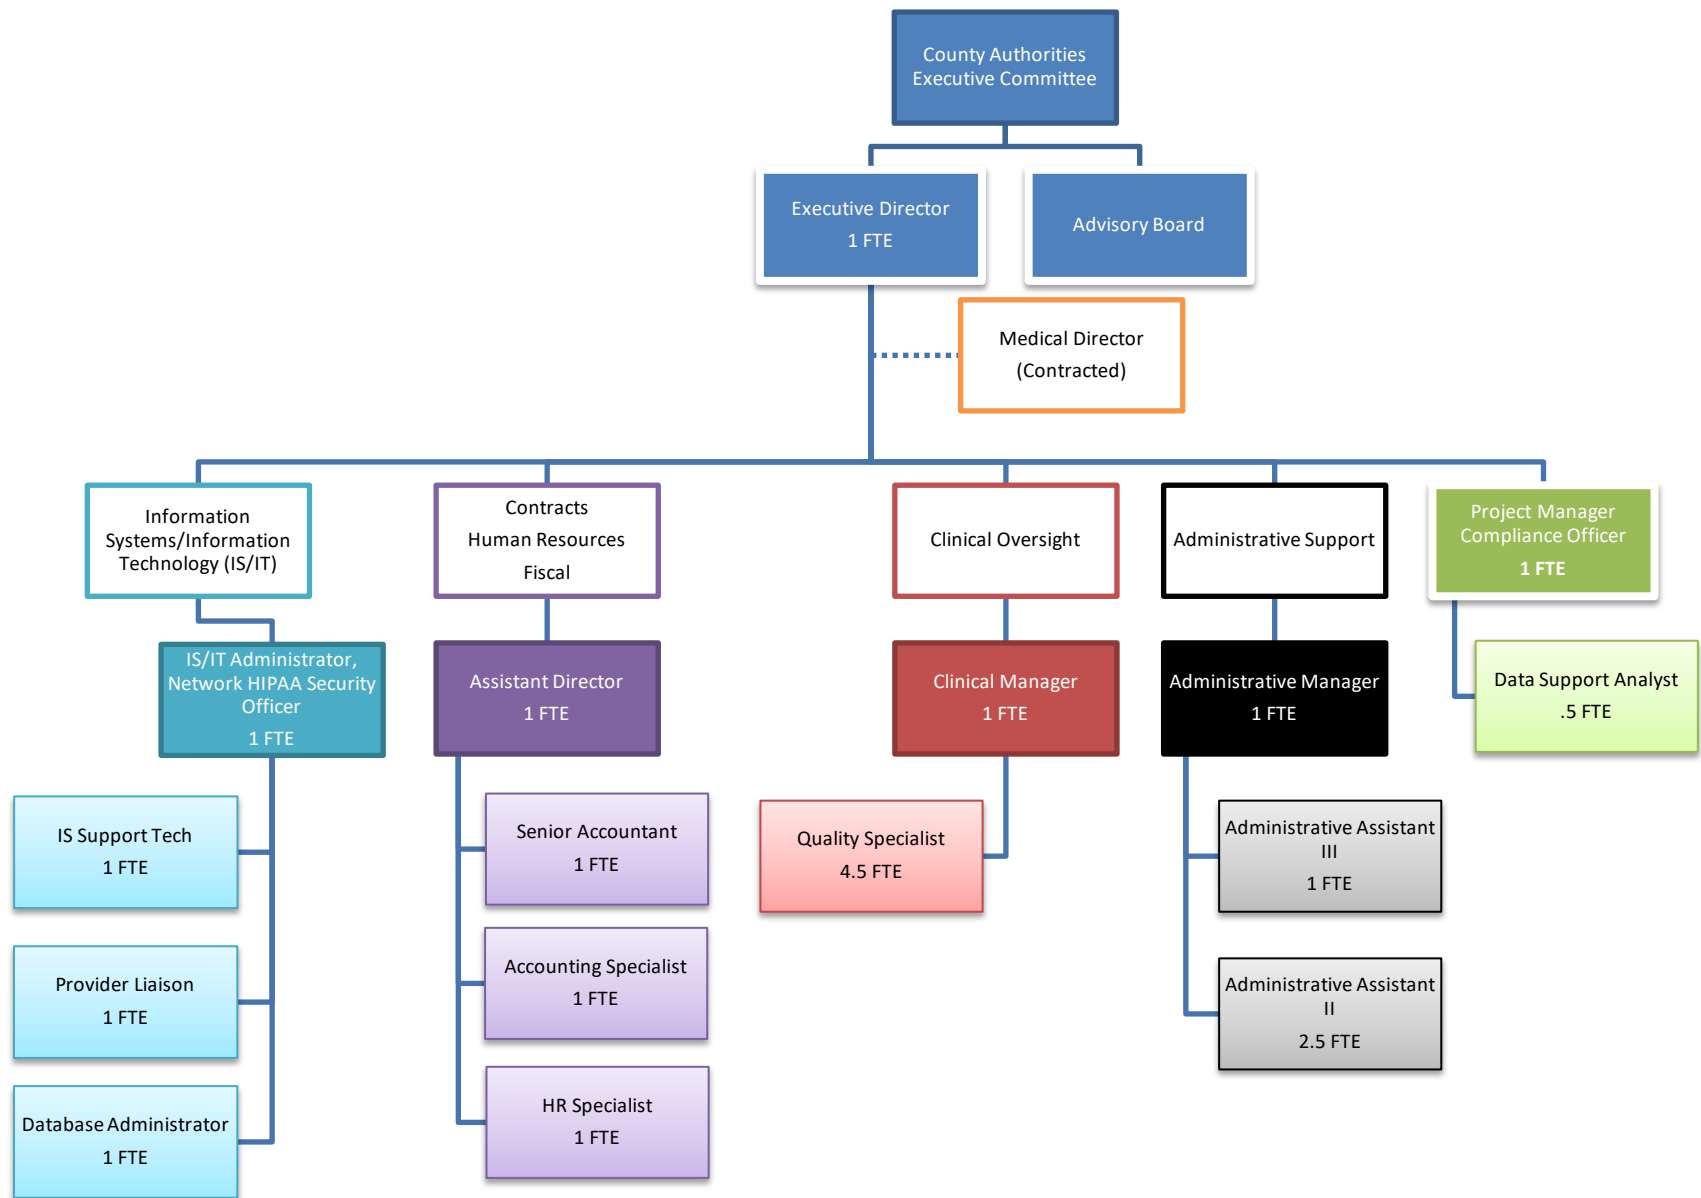 County Authorities
Executive Committee
Executive Director
1 FTE
Advisory Board
Medical Director
(Contracted)
Information
Systems/Information
Technology (IS/IT)
Contracts
Human Resources
Fiscal
Clinical Oversight
Administrative Support
Project Manager
Compliance Officer
1 FTE
IS/IT Administrator,
Network HIPAA Security
Officer
1 FTE
Assistant Director
1 FTE
Clinical Manager
1 FTE
Administrative Manager
1 FTE
Data Support Analyst
.5 FTE
IS Support Tech
1 FTE
Senior Accountant
1 FTE
Quality Specialist
4.5 FTE
Administrative Assistant
III
1 FTE
Provider Liaison
1 FTE
Accounting Specialist
1 FTE
Administrative Assistant
II
2.5 FTE
Database Administrator
1 FTE
HR Specialist
1 FTE